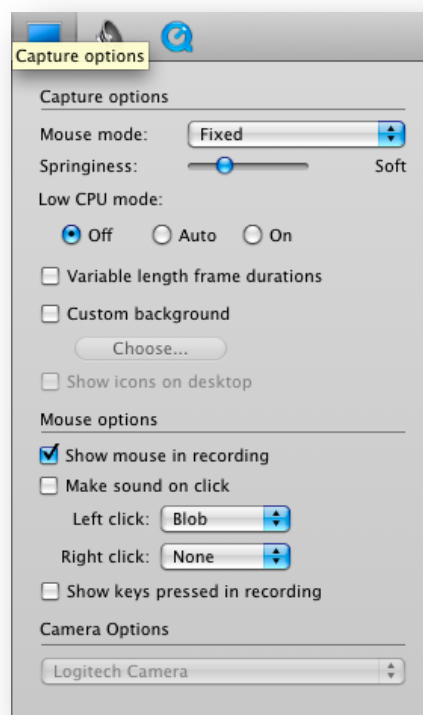 Capture options
Capture options
Mouse mode: Fixed
Springiness: Soft
Low CPU mode:
Off Auto On
Variable length frame durations
Custom background
Choose...
Show icons on desktop
Mouse options
Show mouse in recording
Make sound on click
Left click: Blob
Right click: None
Show keys pressed in recording
Camera Options
Logitech Camera